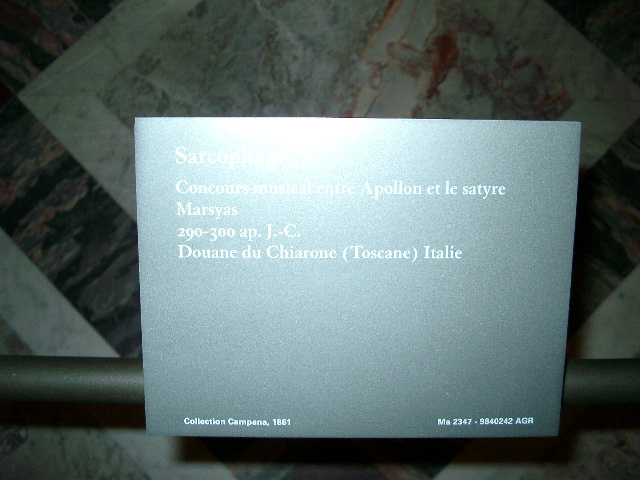 Sarcophage
Concours musical entre Apollon et le satyre
Marsyas
290-300 ap. J.-C.
Douane du Chiarone (Toscane) Italie
Collection Campana, 1861
Ma 2347 - 9840242 AGR